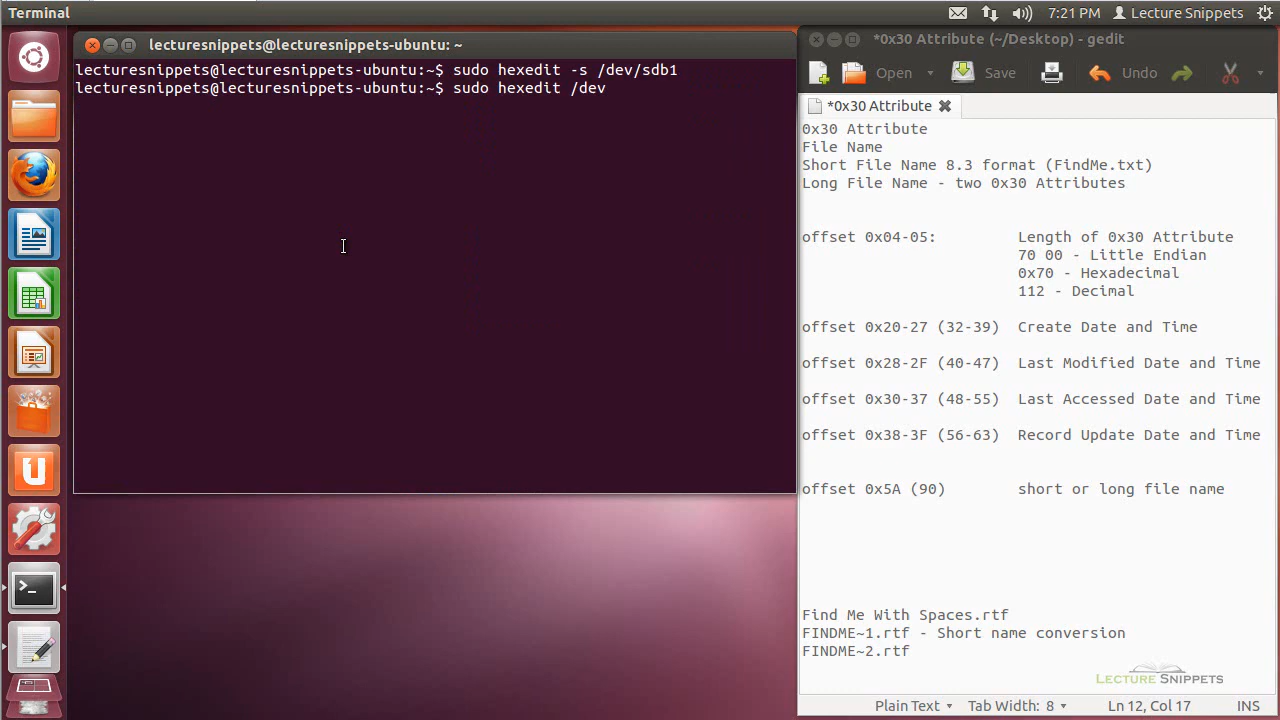 Terminal
7:21 PM
Lecture Snippets
lecturesnippets@lecturesnippets-ubuntu: ~
lecturesnippets@lecturesnippets-ubuntu:~$ sudo hexedit -s /dev/sdb1
lecturesnippets@lecturesnippets-ubuntu:~$ sudo hexedit /dev
*0x30 Attribute (~/Desktop) - gedit
Open
Save
Undo
*0x30 Attribute
0x30 Attribute
File Name
Short File Name 8.3 format (FindMe.txt)
Long File Name - two 0x30 Attributes
offset 0x04-05: Length of 0x30 Attribute
70 00 - Little Endian
0x70 - Hexadecimal
112 - Decimal
offset 0x20-27 (32-39) Create Date and Time
offset 0x28-2F (40-47) Last Modified Date and Time
offset 0x30-37 (48-55) Last Accessed Date and Time
offset 0x38-3F (56-63) Record Update Date and Time
offset 0x5A (90) short or long file name
Find Me With Spaces.rtf
FINDME~1.rtf - Short name conversion
FINDME~2.rtf
LECTURE SNIPPETS
Plain Text
Tab Width: 8
Ln 12, Col 17
INS